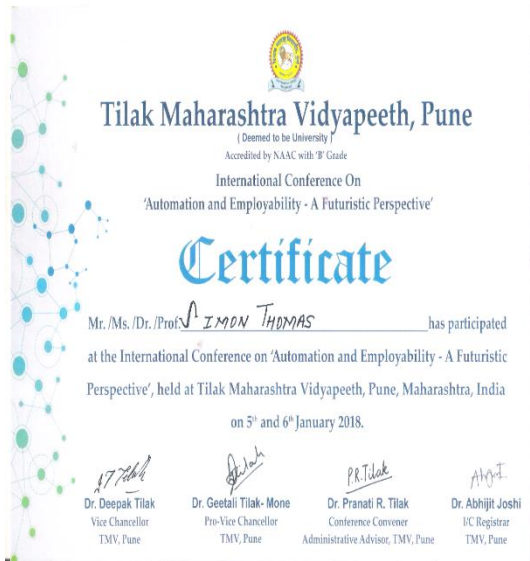 Tilak Maharashtra Vidyapeeth, Pune
( Deemed to be University )
Accredited by NAAC with 'B' Grade
International Conference On
'Automation and Employability - A Futuristic Perspective'
Certificate
Mr. /Ms. /Dr. /Prof. SIMON THOMAS has participated
at the International Conference on 'Automation and Employability - A Futuristic
Perspective', held at Tilak Maharashtra Vidyapeeth, Pune, Maharashtra, India
on 5th and 6th January 2018.
P.R.Tilak
Dr. Deepak Tilak Dr. Geetali Tilak- Mone Dr. Pranati R. Tilak Dr. Abhijit Joshi
Vice Chancellor Pro-Vice Chancellor Conference Convener I/C Registrar
TMV, Pune TMV, Pune Administrative Advisor, TMV, Pune TMV, Pune